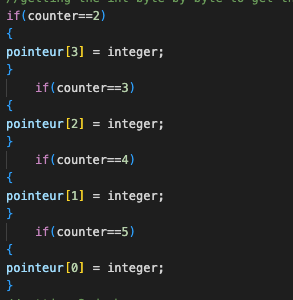 //getting the int byte by byte to get th
if(counter==2)
{
pointeur[3] = integer;
}
    if(counter==3)
{
pointeur[2] = integer;
}
    if(counter==4)
{
pointeur[1] = integer;
}
    if(counter==5)
{
pointeur[0] = integer;
}